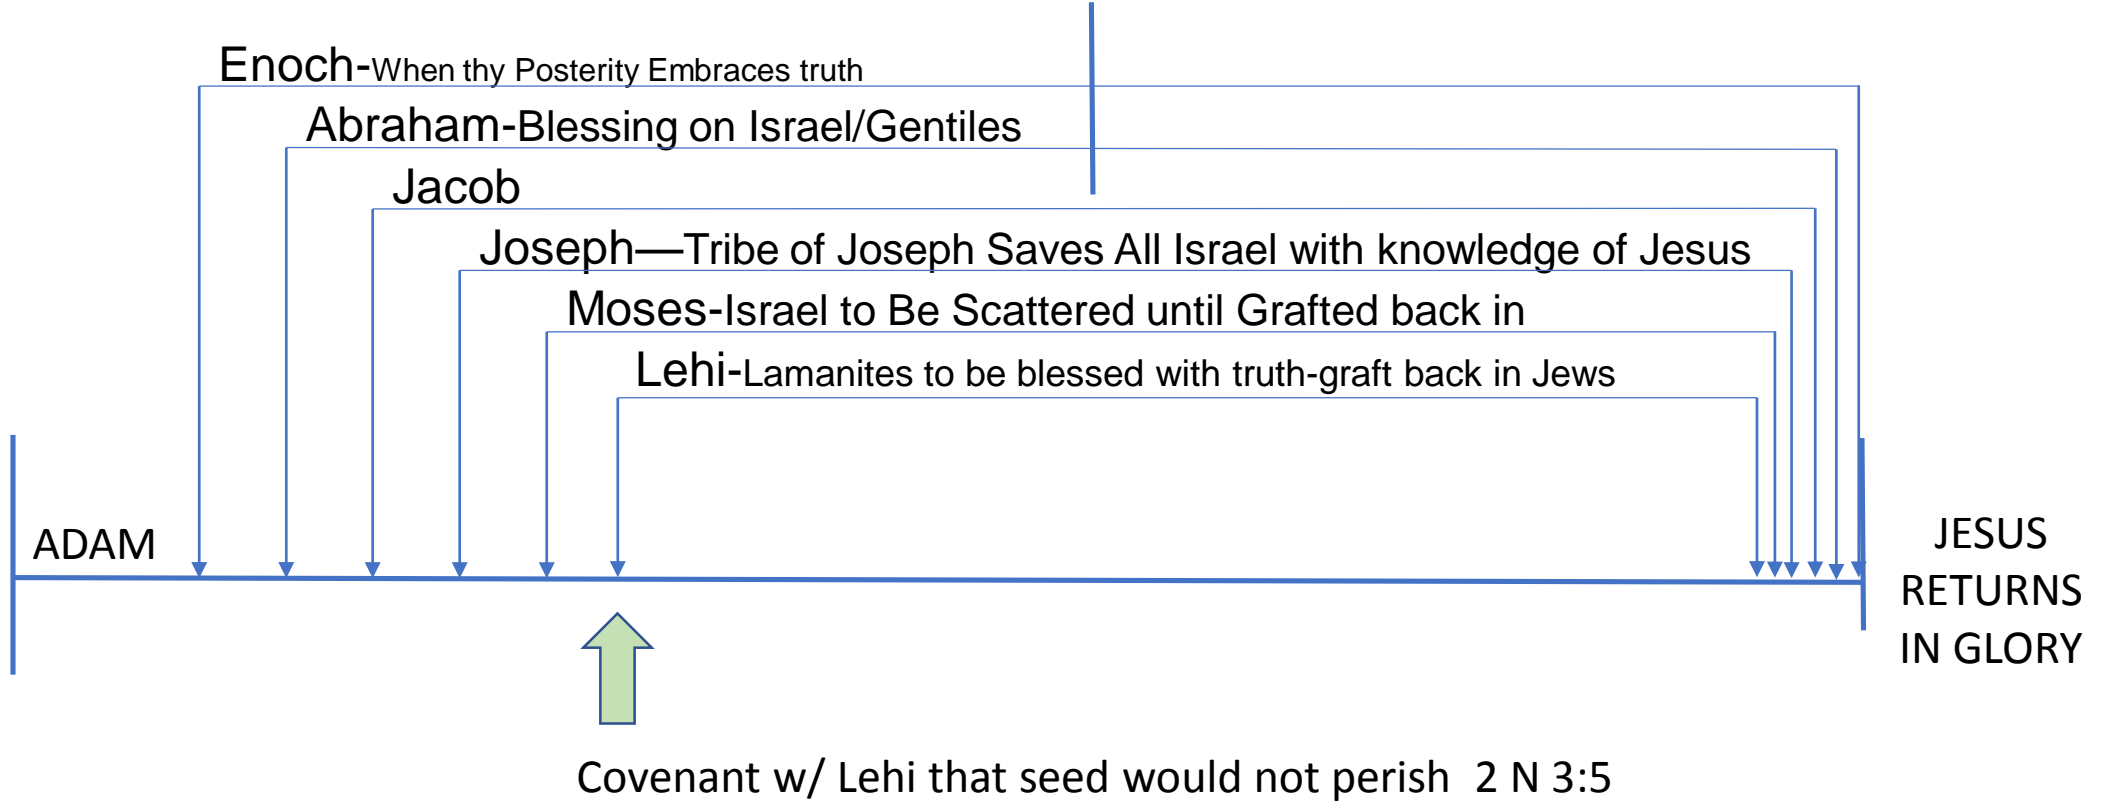 Enoch-When thy Posterity Embraces truth
Abraham-Blessing on Israel/Gentiles
Jacob
Joseph—Tribe of Joseph Saves All Israel with knowledge of Jesus
Moses-Israel to Be Scattered until Grafted back in
Lehi-Lamanites to be blessed with truth-graft back in Jews
ADAM
JESUS
RETURNS
IN GLORY
Covenant w/ Lehi that seed would not perish  2 N 3:5